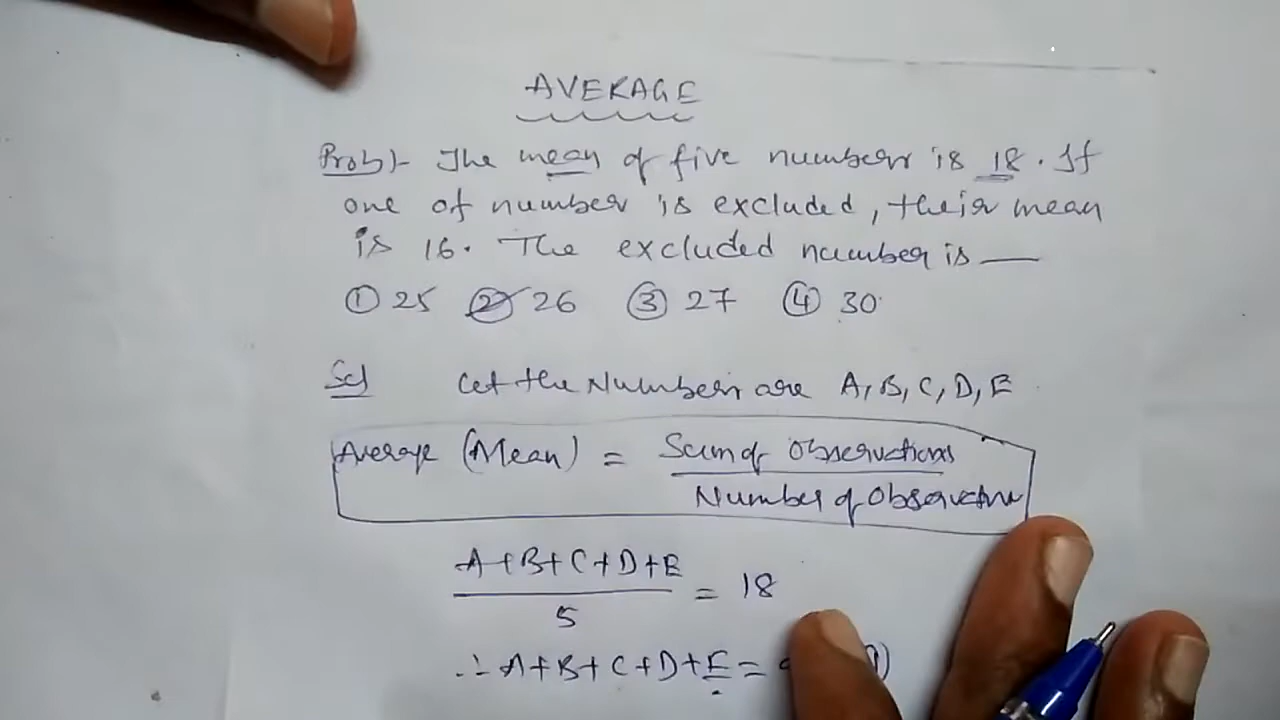 AVERAGE
Prob)- The mean of five numbers is 18. If
one of number is excluded, their mean
is 16. The excluded number is —
① 25 ② 26 ③ 27 ④ 30
Sol Let the Numbers are A, B, C, D, E
Average (Mean) = Sum of Observations
Number of Observations
A+B+C+D+E
= 18
5
∴ A+B+C+D+E =